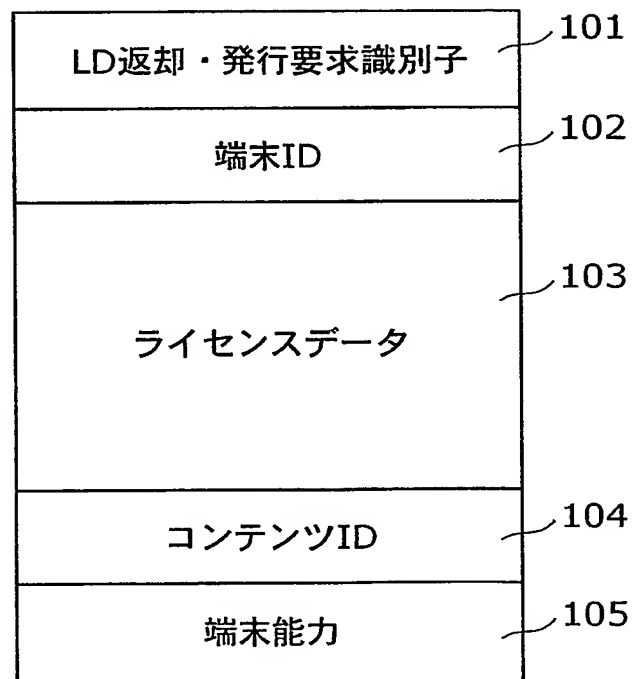 LD返却・発行要求識別子 101
端末ID 102
ライセンスデータ 103
コンテンツID 104
端末能力 105